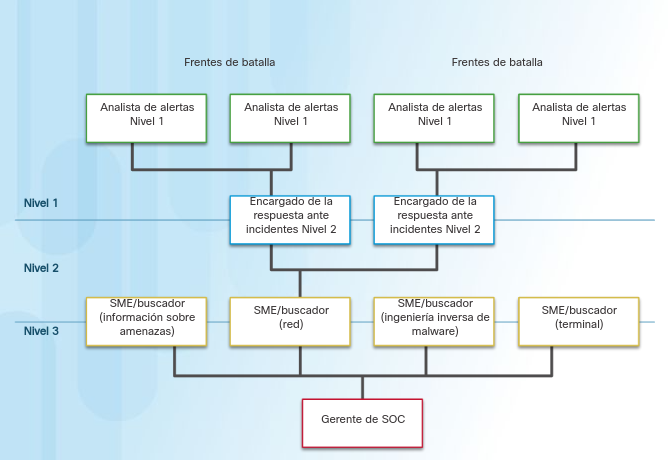 Frentes de batalla
Frentes de batalla
Analista de alertas
Nivel 1
Analista de alertas
Nivel 1
Analista de alertas
Nivel 1
Analista de alertas
Nivel 1
Nivel 1
Encargado de la
respuesta ante
incidentes Nivel 2
Encargado de la
respuesta ante
incidentes Nivel 2
Nivel 2
SME/buscador
(información sobre
amenazas)
SME/buscador
(red)
SME/buscador
(ingeniería inversa de
malware)
SME/buscador
(terminal)
Nivel 3
Gerente de SOC